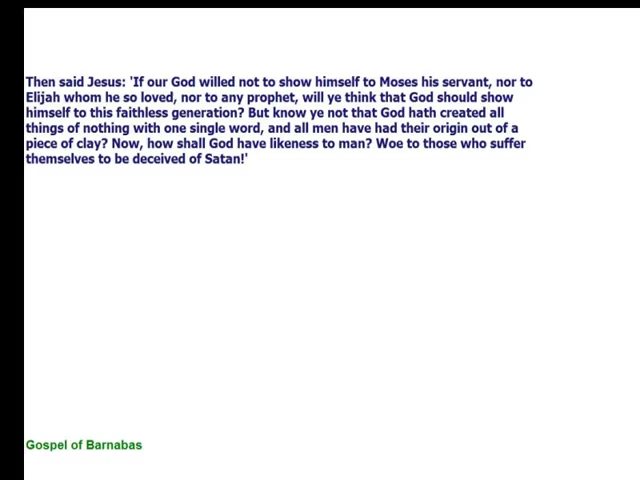 Then said Jesus: 'If our God willed not to show himself to Moses his servant, nor to
Elijah whom he so loved, nor to any prophet, will ye think that God should show
himself to this faithless generation? But know ye not that God hath created all
things of nothing with one single word, and all men have had their origin out of a
piece of clay? Now, how shall God have likeness to man? Woe to those who suffer
themselves to be deceived of Satan!'
Gospel of Barnabas